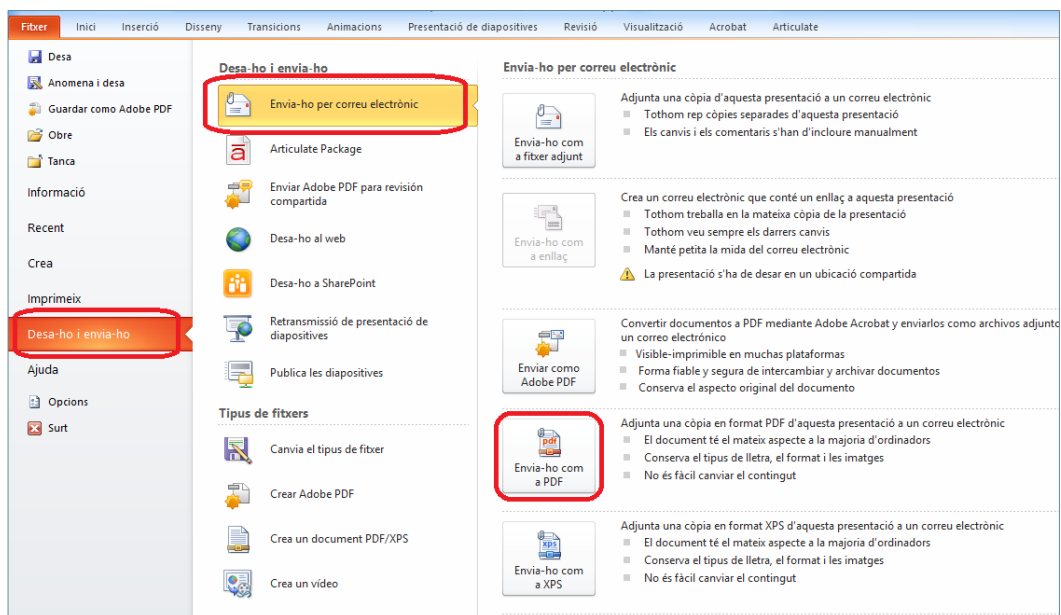 Fitxer Inici Inserció Disseny Transicions Animacions Presentació de diapositives Revisió Visualització Acrobat Articulate
Desa
Anomena i desa
Guardar como Adobe PDF
Obre
Tanca
Informació
Recent
Crea
Imprimeix
Desa-ho i envia-ho
Ajuda
Opcions
Surt
Desa-ho i envia-ho
Envia-ho per correu electrònic
Articulate Package
Enviar Adobe PDF para revisión
compartida
Desa-ho al web
Desa-ho a SharePoint
Retransmissió de presentació de
diapositives
Publica les diapositives
Tipus de fitxers
Canvia el tipus de fitxer
Crear Adobe PDF
Crea un document PDF/XPS
Crea un vídeo
Envia-ho per correu electrònic
Envia-ho com
a fitxer adjunt
Adjunta una còpia d'aquesta presentació a un correu electrònic
Tothom rep còpies separades d'aquesta presentació
Els canvis i els comentaris s'han d'incloure manualment
Envia-ho com
a enllaç
Crea un correu electrònic que conté un enllaç a aquesta presentació
Tothom treballa en la mateixa còpia de la presentació
Tothom veu sempre els darrers canvis
Manté petita la mida del correu electrònic
La presentació s'ha de desar en un ubicació compartida
Enviar como
Adobe PDF
Convertir documentos a PDF mediante Adobe Acrobat y enviarlos como archivos adjunto
un correo electrónico
Visible-imprimible en muchas plataformas
Forma fiable y segura de intercambiar y archivar documentos
Conserva el aspecto original del documento
pdf
Envia-ho com
a PDF
Adjunta una còpia en format PDF d'aquesta presentació a un correu electrònic
El document té el mateix aspecte a la majoria d'ordinadors
Conserva el tipus de lletra, el format i les imatges
No és fàcil canviar el contingut
xps
Envia-ho com
a XPS
Adjunta una còpia en format XPS d'aquesta presentació a un correu electrònic
El document té el mateix aspecte a la majoria d'ordinadors
Conserva el tipus de lletra, el format i les imatges
No és fàcil canviar el contingut